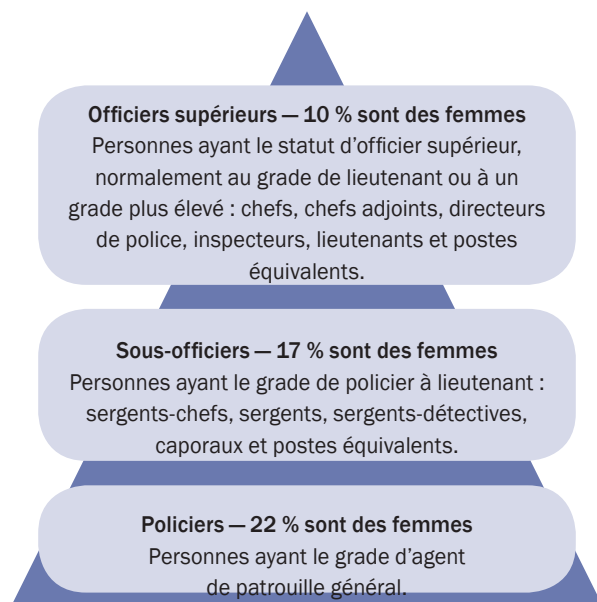 Officiers supérieurs — 10 % sont des femmes
Personnes ayant le statut d’officier supérieur,
normalement au grade de lieutenant ou à un
grade plus élevé : chefs, chefs adjoints, directeurs
de police, inspecteurs, lieutenants et postes
équivalents.
Sous-officiers — 17 % sont des femmes
Personnes ayant le grade de policier à lieutenant :
sergents-chefs, sergents, sergents-détectives,
caporaux et postes équivalents.
Policiers — 22 % sont des femmes
Personnes ayant le grade d’agent
de patrouille général.